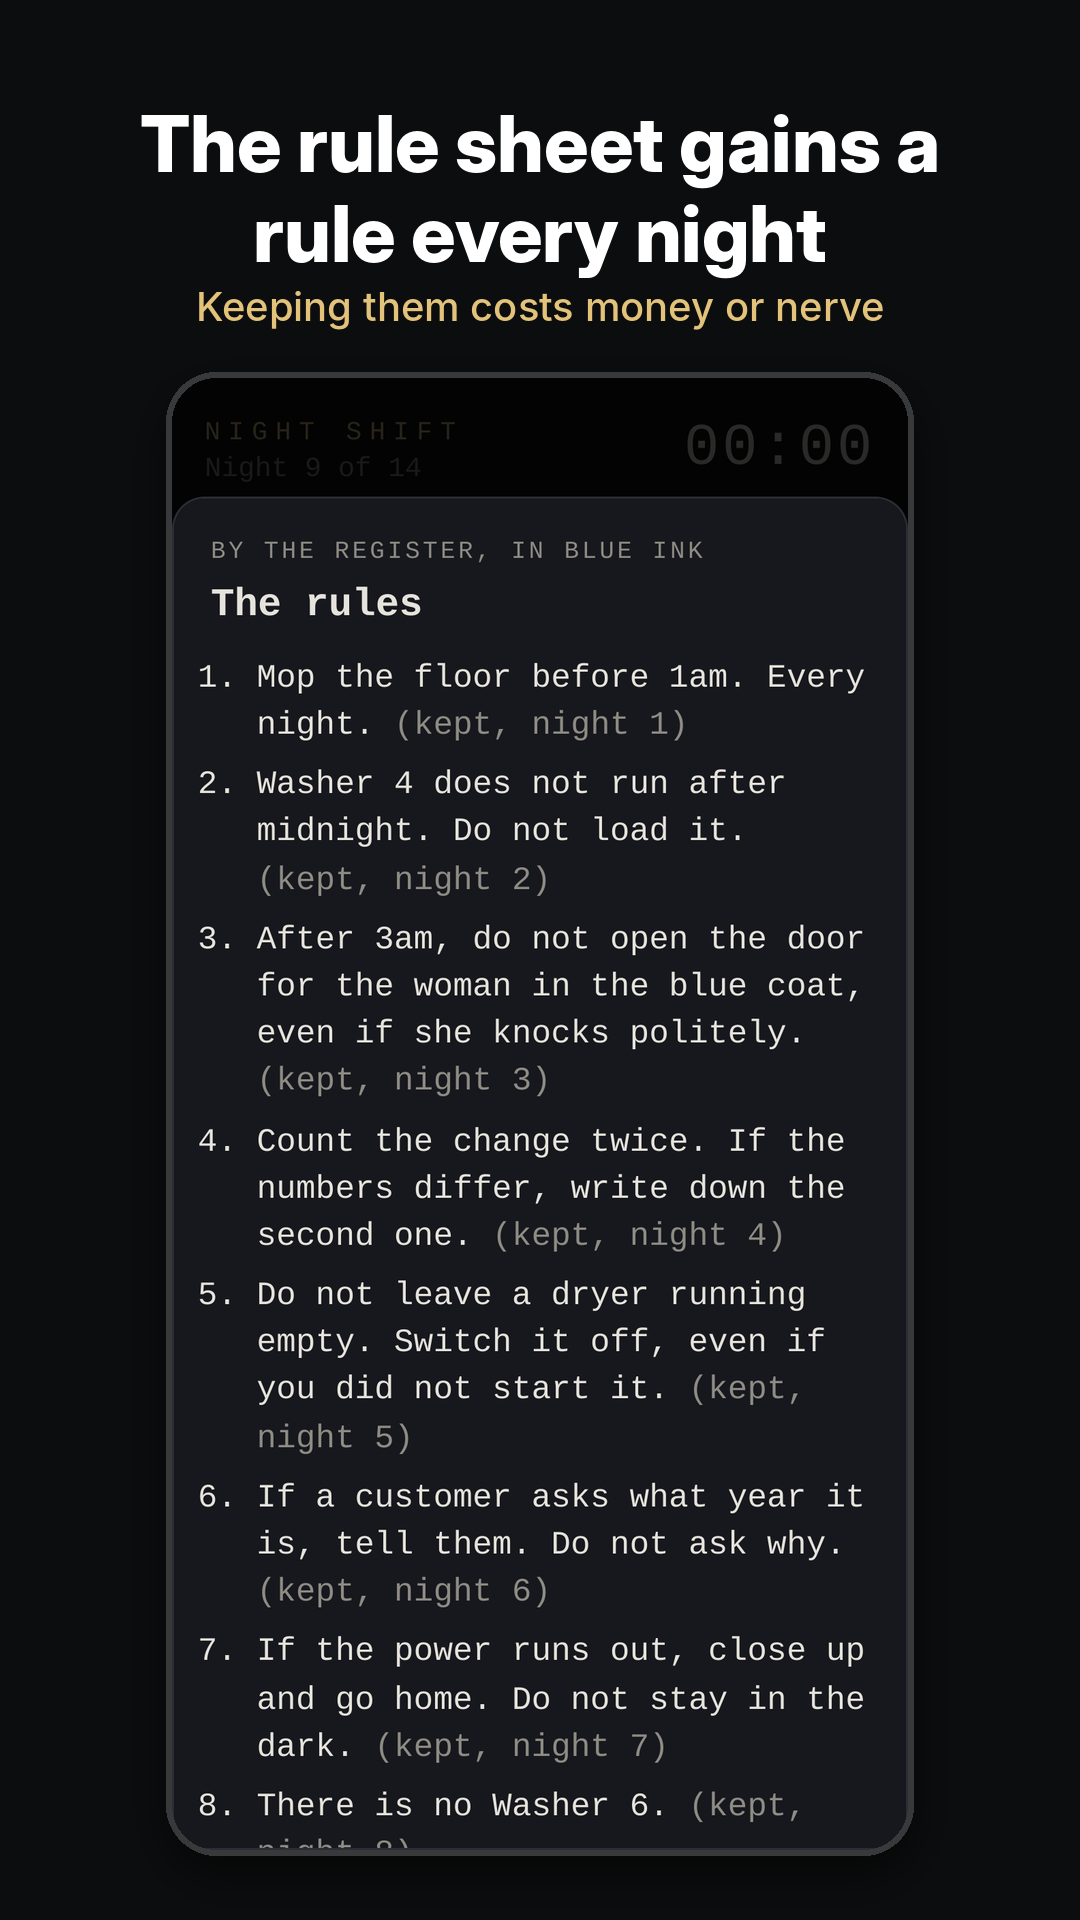 The rule sheet gains a
rule every night
Keeping them costs money or nerve
NIGHT SHIFT
Night 9 of 14
00:00
BY THE REGISTER, IN BLUE INK
The rules
1. Mop the floor before 1am. Every
night. (kept, night 1)
2. Washer 4 does not run after
midnight. Do not load it.
(kept, night 2)
3. After 3am, do not open the door
for the woman in the blue coat,
even if she knocks politely.
(kept, night 3)
4. Count the change twice. If the
numbers differ, write down the
second one. (kept, night 4)
5. Do not leave a dryer running
empty. Switch it off, even if
you did not start it. (kept,
night 5)
6. If a customer asks what year it
is, tell them. Do not ask why.
(kept, night 6)
7. If the power runs out, close up
and go home. Do not stay in the
dark. (kept, night 7)
8. There is no Washer 6. (kept,
night 8)